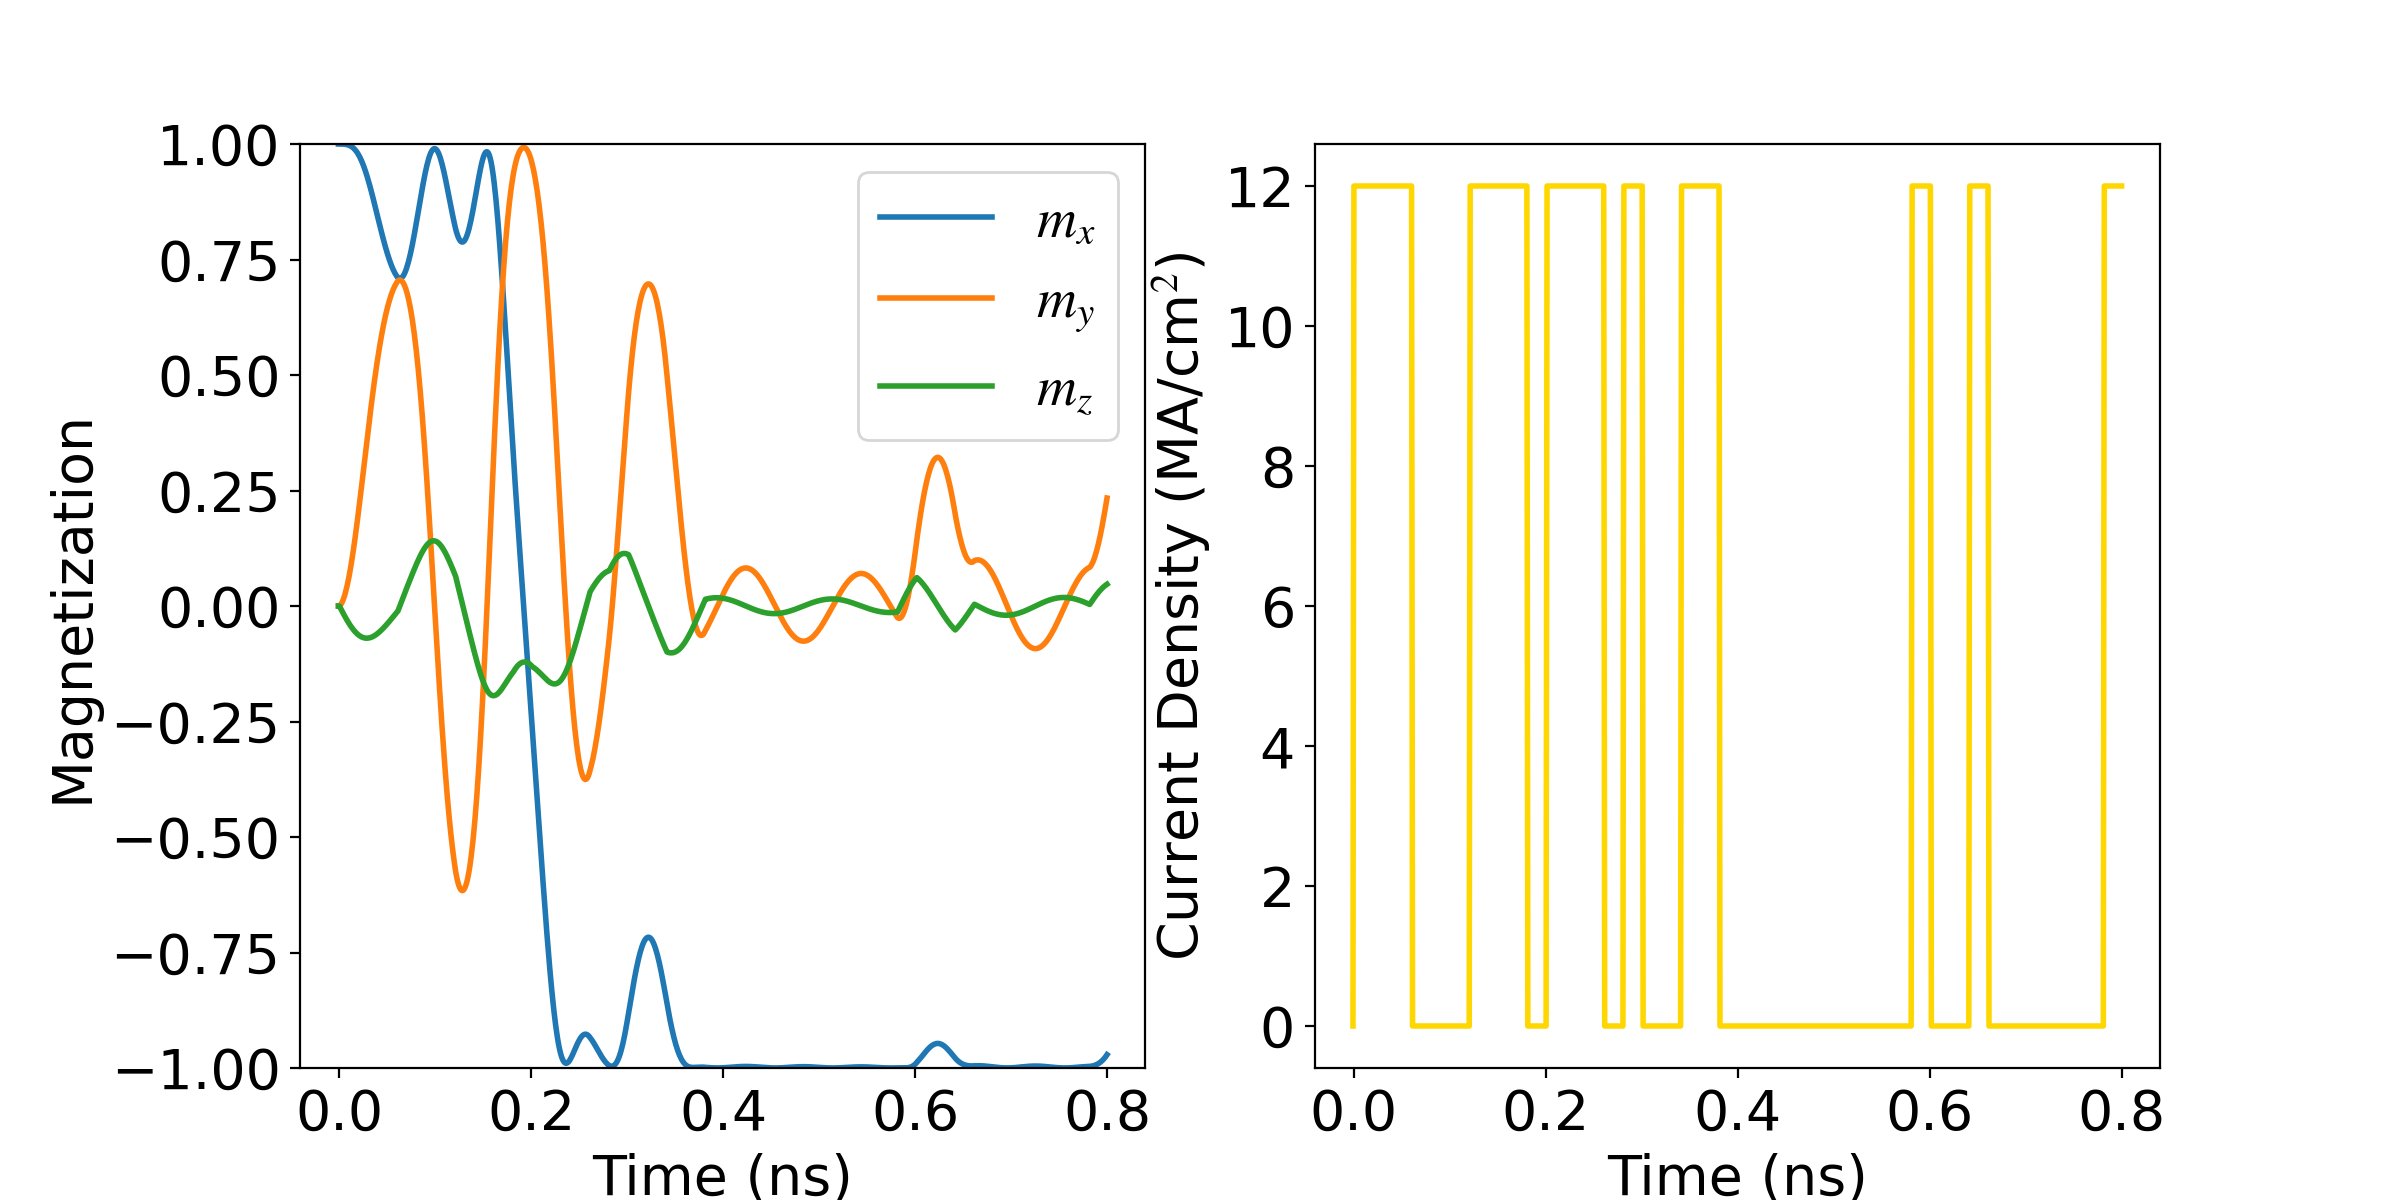 1.00
0.75
0.50
0.25
0.00
−0.25
−0.50
−0.75
−1.00
Magnetization
0.0 0.2 0.4 0.6 0.8
Time (ns)
m_x
m_y
m_z
12
10
8
6
4
2
0
Current Density (MA/cm²)
0.0 0.2 0.4 0.6 0.8
Time (ns)